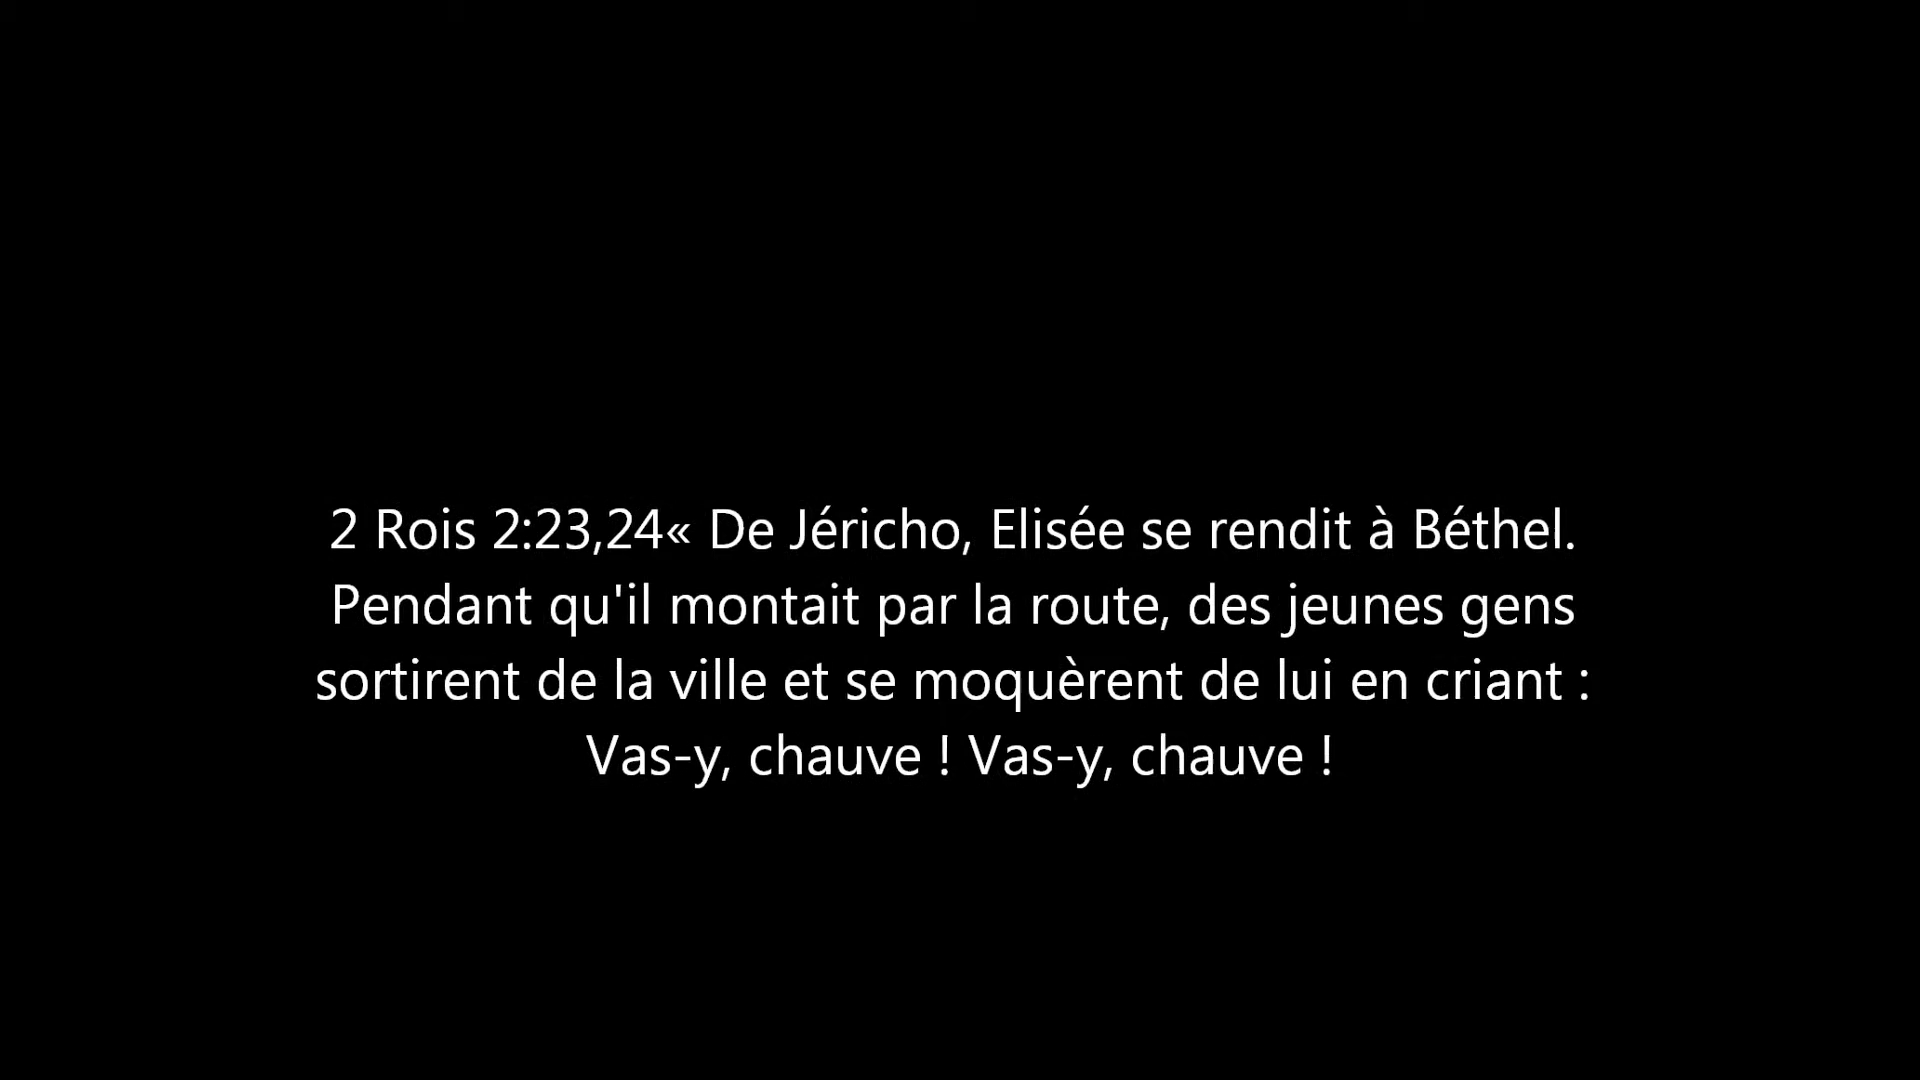 2 Rois 2:23,24« De Jéricho, Elisée se rendit à Béthel.
Pendant qu'il montait par la route, des jeunes gens
sortirent de la ville et se moquèrent de lui en criant :
Vas-y, chauve ! Vas-y, chauve !